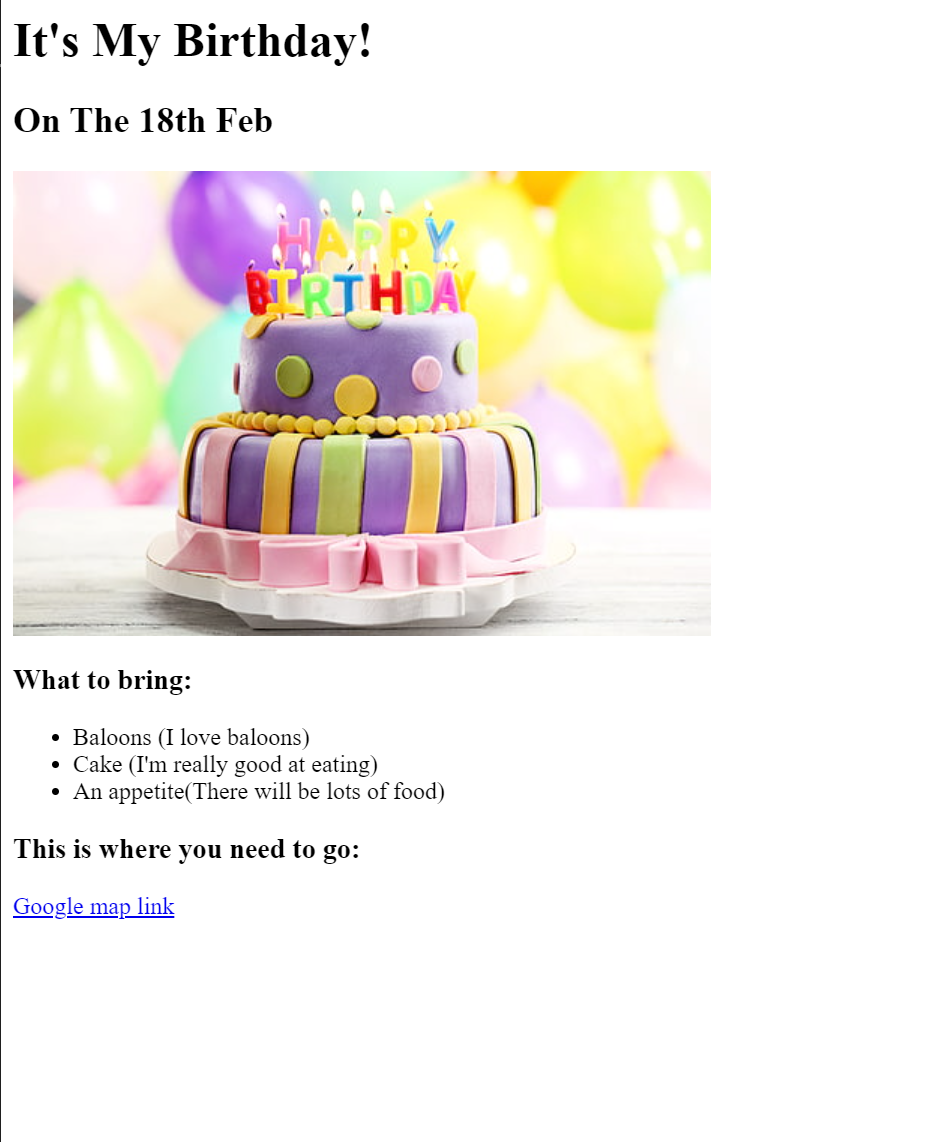 It's My Birthday!
On The 18th Feb
HAPPY
BIRTHDAY
What to bring:
Baloons (I love baloons)
Cake (I'm really good at eating)
An appetite(There will be lots of food)
This is where you need to go:
Google map link